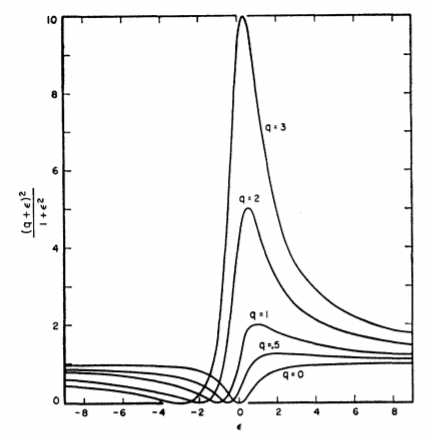 10
8
6
4
2
0
(q + ϵ)²
1 + ϵ²
q = 3
q = 2
q = 1
q = .5
q = 0
-8 -6 -4 -2 0 2 4 6 8
ϵ